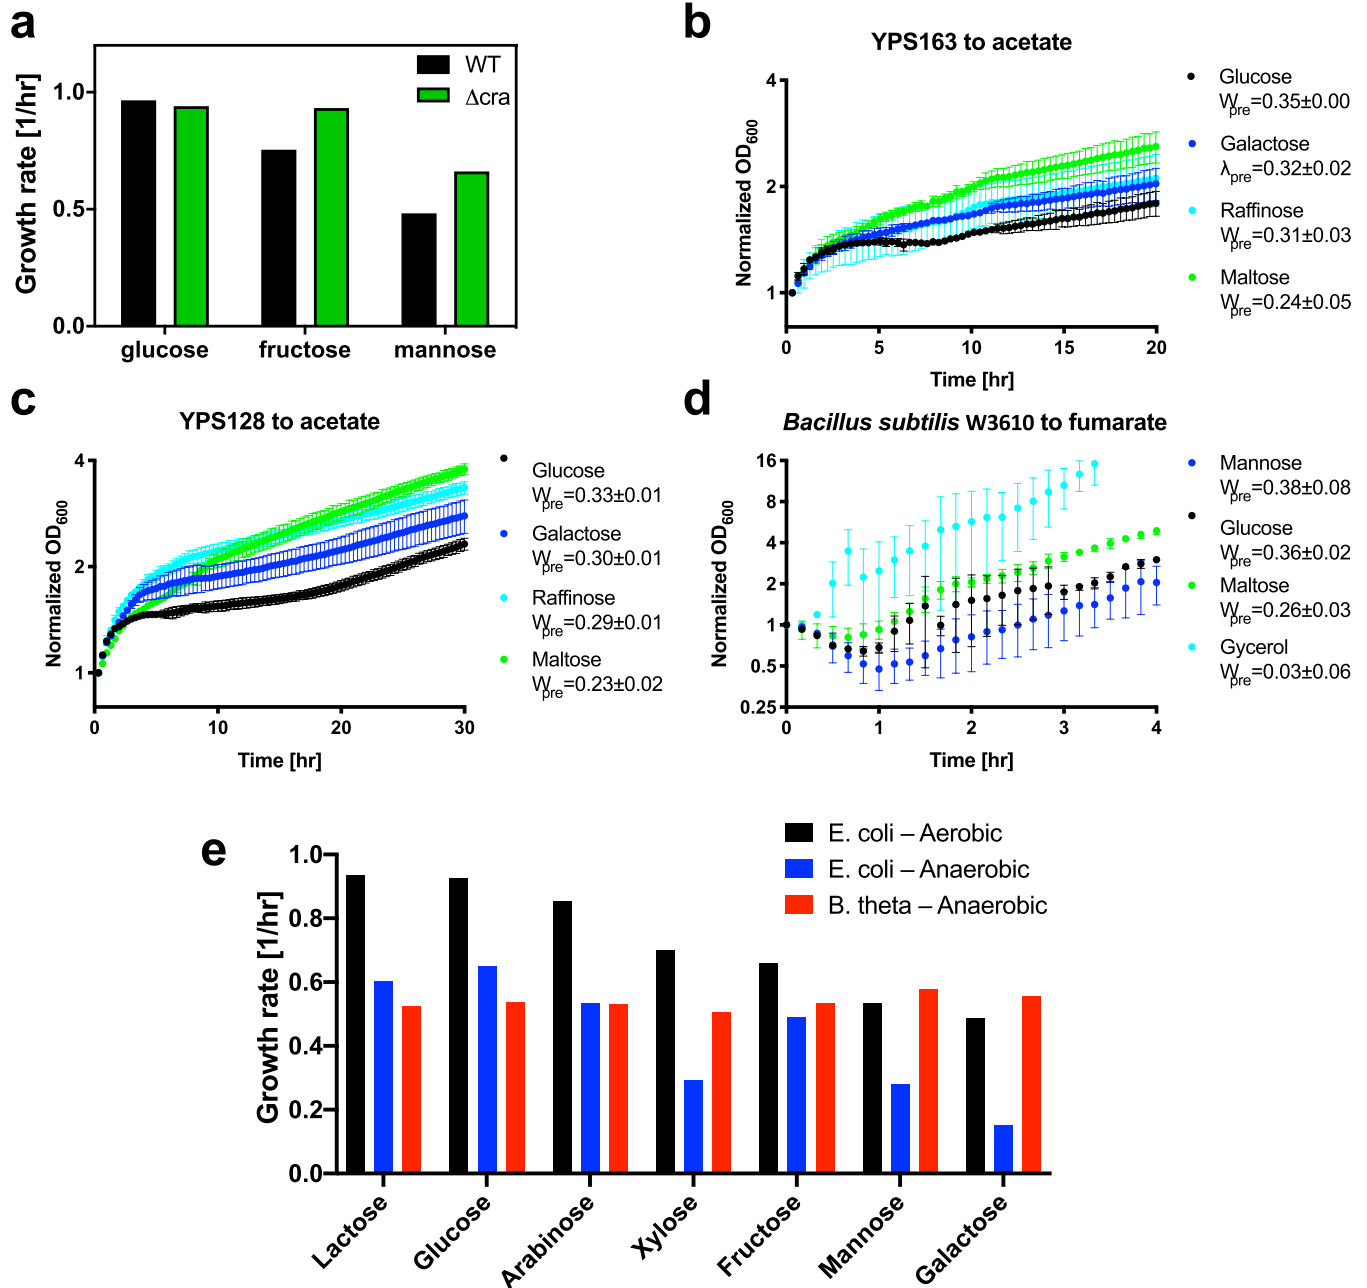 a
Growth rate [1/hr]
1.0
0.5
0.0
WT
Δcra
glucose
fructose
mannose
b
YPS163 to acetate
Normalized OD600
4
2
1
0
5
10
15
20
Time [hr]
Glucose
Wpre=0.35±0.00
Galactose
λpre=0.32±0.02
Raffinose
Wpre=0.31±0.03
Maltose
Wpre=0.24±0.05
c
YPS128 to acetate
Normalized OD600
4
2
1
0
10
20
30
Time [hr]
Glucose
Wpre=0.33±0.01
Galactose
Wpre=0.30±0.01
Raffinose
Wpre=0.29±0.01
Maltose
Wpre=0.23±0.02
d
Bacillus subtilis W3610 to fumarate
Normalized OD600
16
8
4
2
1
0.5
0.25
0
1
2
3
4
Time [hr]
Mannose
Wpre=0.38±0.08
Glucose
Wpre=0.36±0.02
Maltose
Wpre=0.26±0.03
Gycerol
Wpre=0.03±0.06
e
E. coli – Aerobic
E. coli – Anaerobic
B. theta – Anaerobic
Growth rate [1/hr]
1.0
0.8
0.6
0.4
0.2
0.0
Lactose
Glucose
Arabinose
Xylose
Fructose
Mannose
Galactose